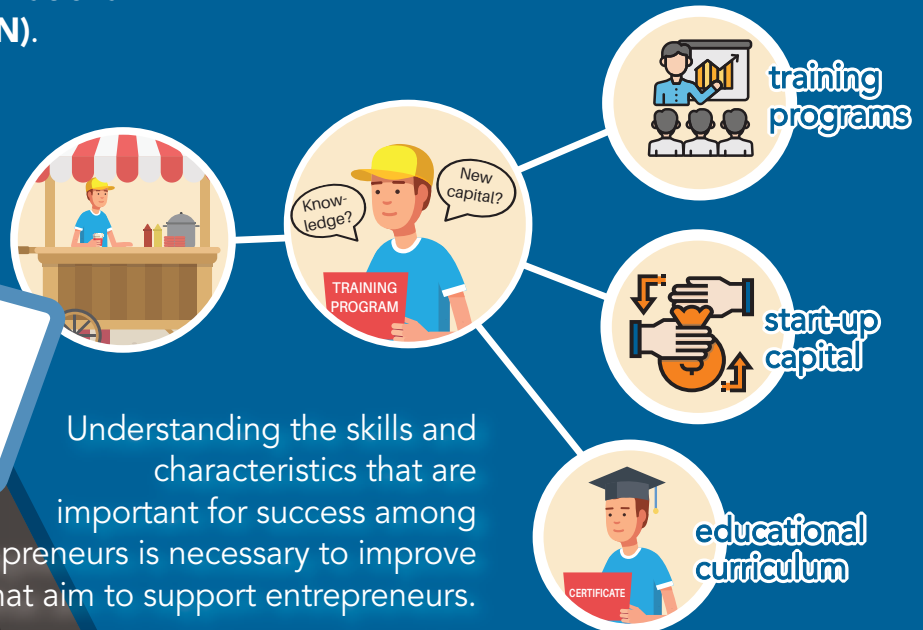 N).
training
programs
Know-
ledge?
New
capital?
TRAINING
PROGRAM
start-up
capital
Understanding the skills and
characteristics that are
important for success among
preneurs is necessary to improve
hat aim to support entrepreneurs.
educational
curriculum
CERTIFICATE